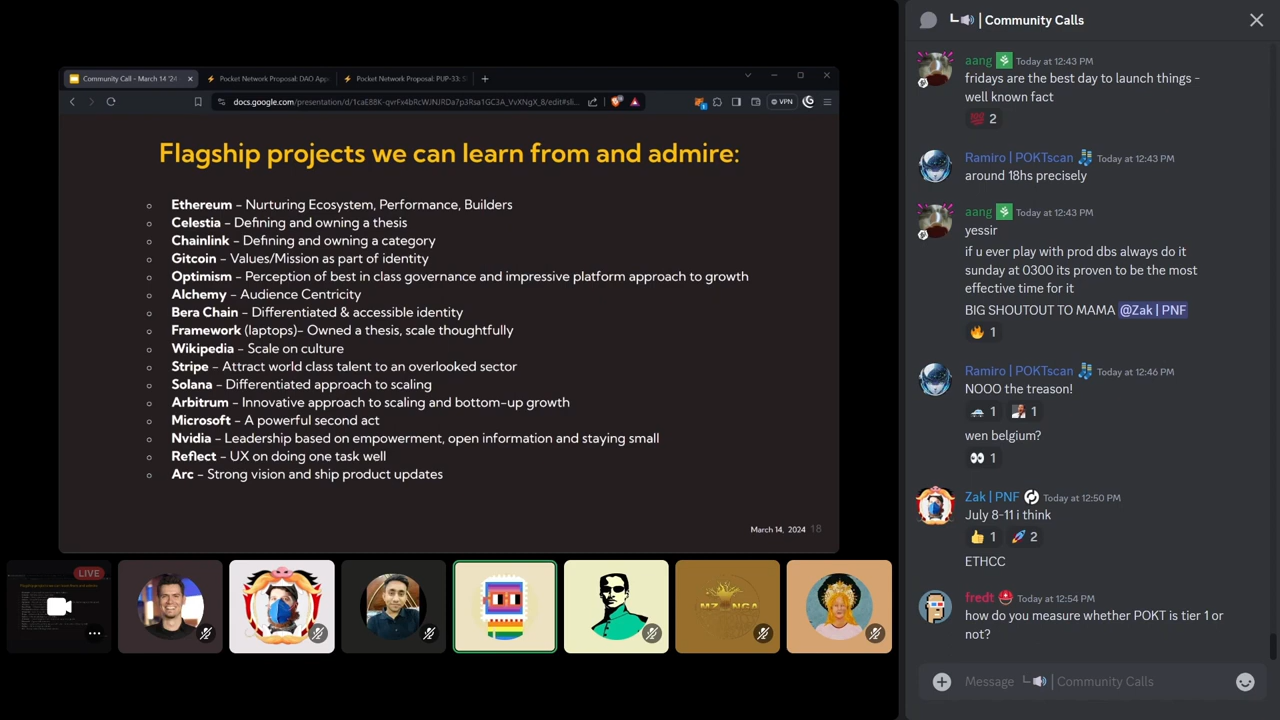 Community Call - March 14 '24
Pocket Network Proposal: DAO App
Pocket Network Proposal: PUP-33: S
VPN
Flagship projects we can learn from and admire:
Ethereum – Nurturing Ecosystem, Performance, Builders
Celestia – Defining and owning a thesis
Chainlink – Defining and owning a category
Gitcoin – Values/Mission as part of identity
Optimism – Perception of best in class governance and impressive platform approach to growth
Alchemy – Audience Centricity
Bera Chain – Differentiated & accessible identity
Framework (laptops)– Owned a thesis, scale thoughtfully
Wikipedia – Scale on culture
Stripe – Attract world class talent to an overlooked sector
Solana – Differentiated approach to scaling
Arbitrum – Innovative approach to scaling and bottom-up growth
Microsoft – A powerful second act
Nvidia – Leadership based on empowerment, open information and staying small
Reflect – UX on doing one task well
Arc – Strong vision and ship product updates
March 14, 2024 18
LIVE
MZONGA
Community Calls
aang Today at 12:43 PM
fridays are the best day to launch things -
well known fact
2
Ramiro | POKTscan Today at 12:43 PM
around 18hs precisely
aang Today at 12:43 PM
yessir
if u ever play with prod dbs always do it
sunday at 0300 its proven to be the most
effective time for it
BIG SHOUTOUT TO MAMA @Zak | PNF
1
Ramiro | POKTscan Today at 12:46 PM
NOOO the treason!
1 1
wen belgium?
1
Zak | PNF Today at 12:50 PM
July 8-11 i think
1 2
ETHCC
fredt Today at 12:54 PM
how do you measure whether POKT is tier 1 or
not?
Message Community Calls